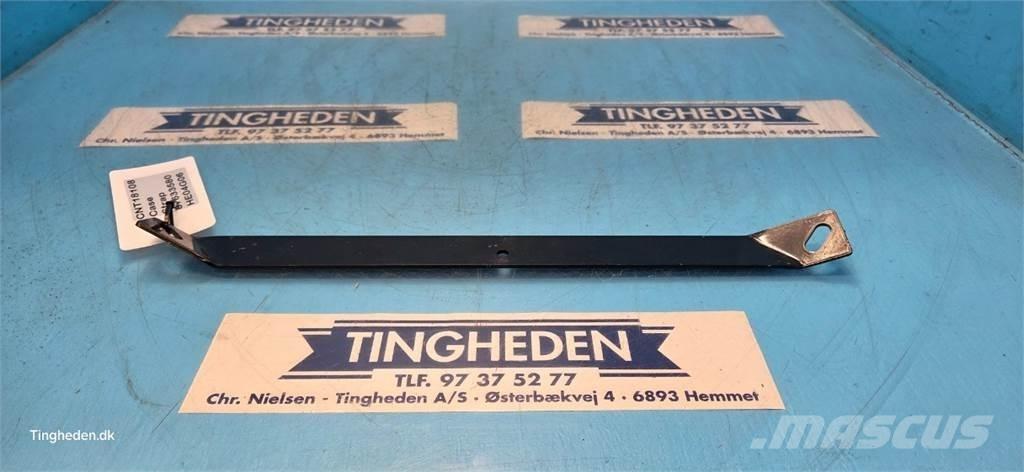 TINGHEDEN
TLF. 97 37 52 77
TINGHEDEN
TLF. 97 37 52 77
TINGHEDEN
TLF. 97 37 52 77
Chr. Nielsen - Tingheden A/S · Østerbækvej 4 · 6893 Hemmet
TINGHEDEN
TLF. 97 37 52 77
Chr. Nielsen - Tingheden A/S · Østerbækvej 4 · 6893 Hemmet
CNT18108
Case
Strap
HE04G06
TINGHEDEN
TLF. 97 37 52 77
Chr. Nielsen - Tingheden A/S · Østerbækvej 4 · 6893 Hemmet
Tingheden.dk
MASCUS